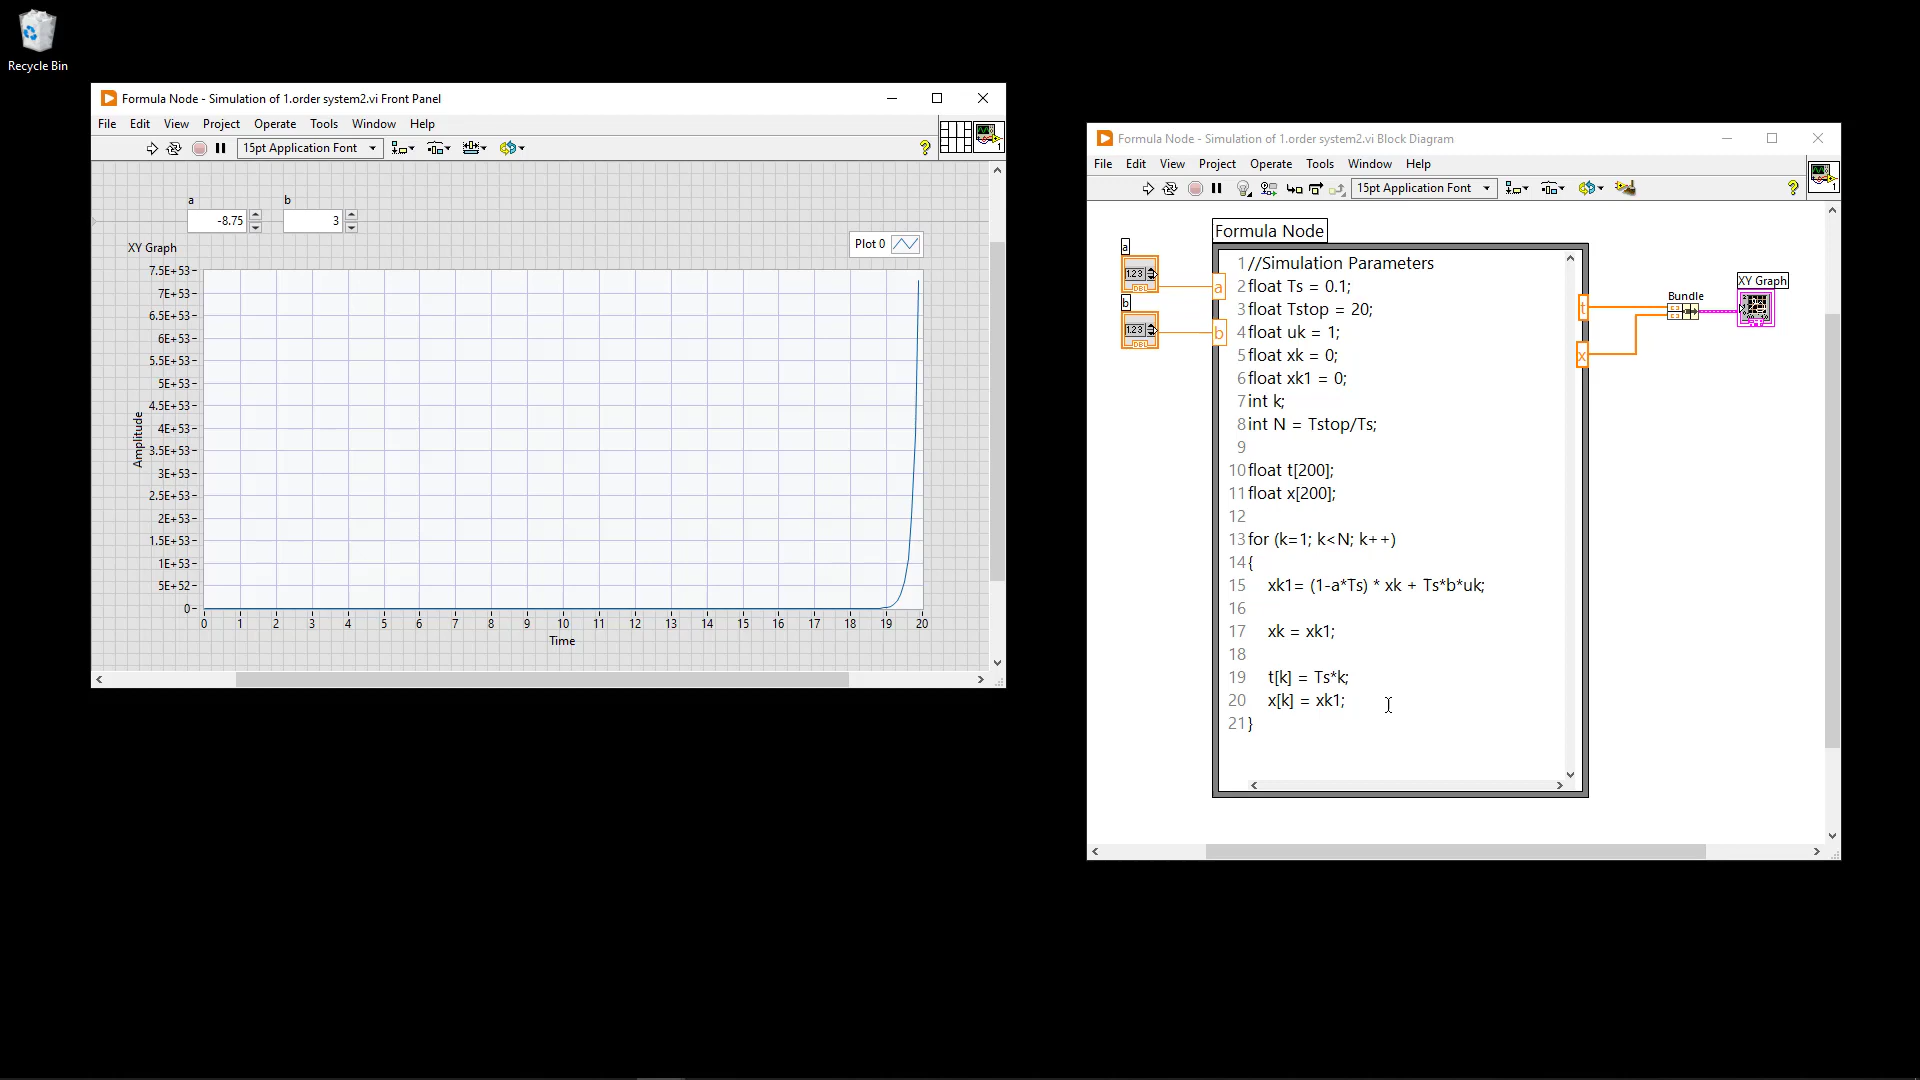 Recycle Bin
Formula Node - Simulation of 1.order system2.vi Front Panel
File Edit View Project Operate Tools Window Help
15pt Application Font
?
1
a
b
-8.75
3
XY Graph
Plot 0
7.5E+53
7E+53
6.5E+53
6E+53
5.5E+53
5E+53
4.5E+53
4E+53
3.5E+53
3E+53
2.5E+53
2E+53
1.5E+53
1E+53
5E+52
0
Amplitude
0 1 2 3 4 5 6 7 8 9 10 11 12 13 14 15 16 17 18 19 20
Time
Formula Node - Simulation of 1.order system2.vi Block Diagram
File Edit View Project Operate Tools Window Help
15pt Application Font
?
1
a
1.23
DBL
b
1.23
DBL
a
b
Formula Node
1 //Simulation Parameters
2 float Ts = 0.1;
3 float Tstop = 20;
4 float uk = 1;
5 float xk = 0;
6 float xk1 = 0;
7 int k;
8 int N = Tstop/Ts;
9
10 float t[200];
11 float x[200];
12
13 for (k=1; k<N; k++)
14 {
15 xk1= (1-a*Ts) * xk + Ts*b*uk;
16
17 xk = xk1;
18
19 t[k] = Ts*k;
20 x[k] = xk1;
21 }
t
x
Bundle
XY Graph